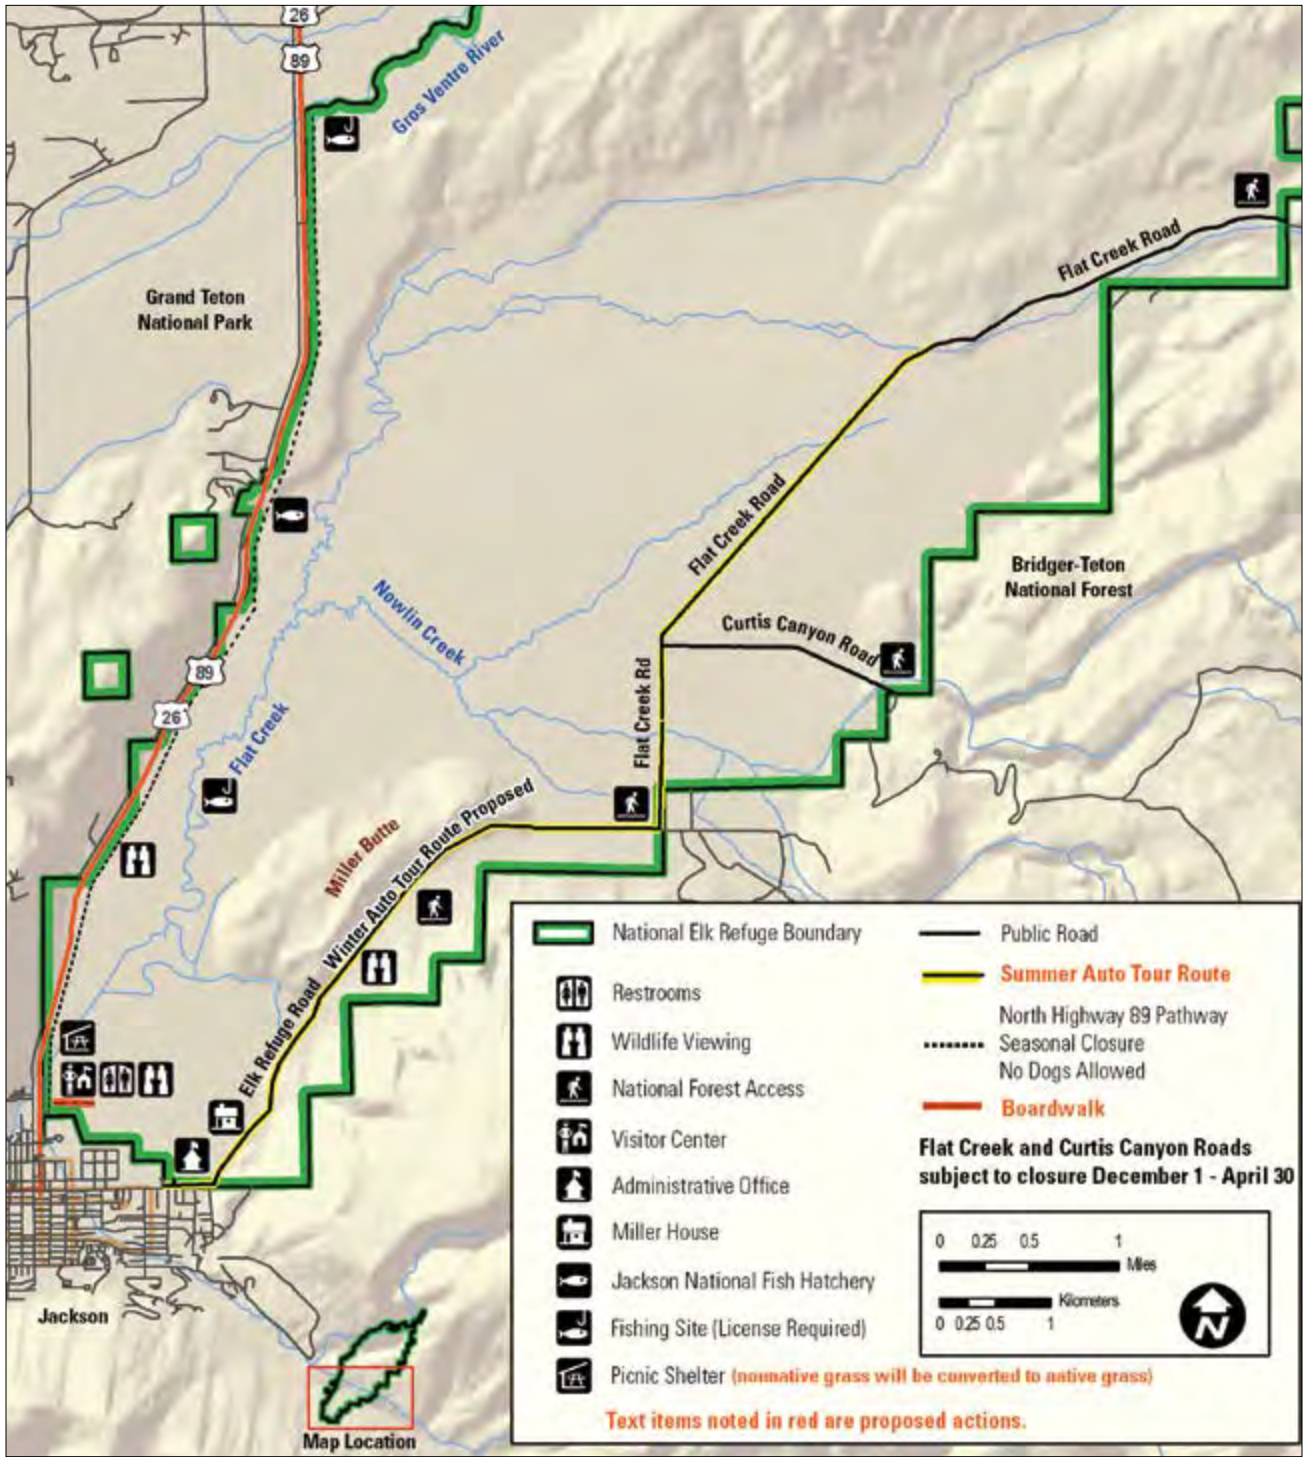 26
89
Gros Ventre River
Flat Creek Road
Grand Teton
National Park
Flat Creek Road
Bridger-Teton
National Forest
Nowlin Creek
Curtis Canyon Road
Flat Creek Rd
89
26
Flat Creek
Miller Butte
Winter Auto Tour Route Proposed
Elk Refuge Road
Jackson
Map Location
National Elk Refuge Boundary
Restrooms
Wildlife Viewing
National Forest Access
Visitor Center
Administrative Office
Miller House
Jackson National Fish Hatchery
Fishing Site (License Required)
Picnic Shelter (nonnative grass will be converted to native grass)
Text items noted in red are proposed actions.
Public Road
Summer Auto Tour Route
North Highway 89 Pathway
Seasonal Closure
No Dogs Allowed
Boardwalk
Flat Creek and Curtis Canyon Roads
subject to closure December 1 - April 30
0 0.25 0.5 1
Miles
Kilometers
0 0.25 0.5 1
N